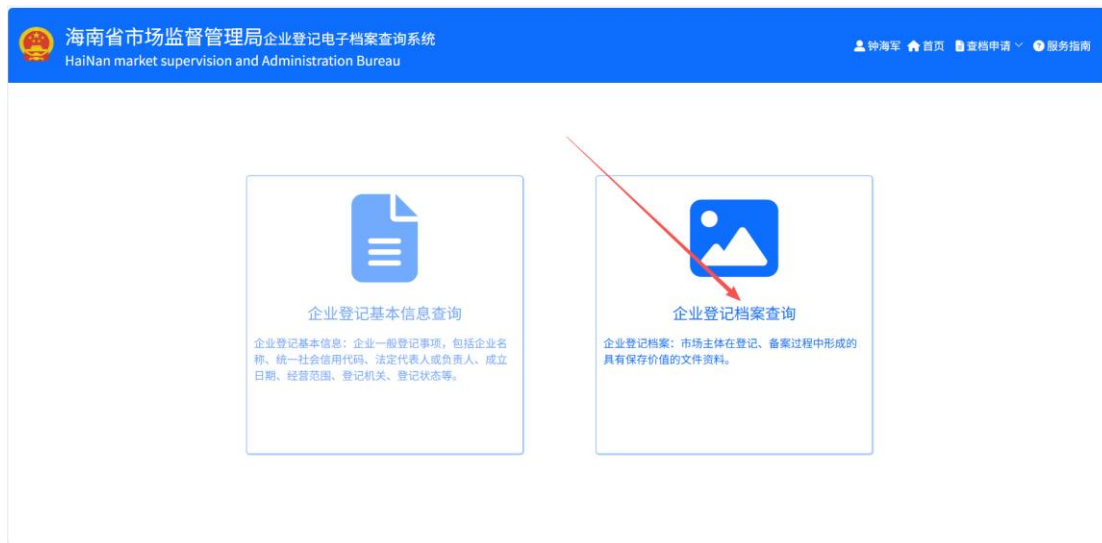 海南省市场监督管理局企业登记电子档案查询系统
HaiNan market supervision and Administration Bureau
钟海军 首页 查档申请 服务指南
企业登记基本信息查询
企业登记基本信息：企业一般登记事项，包括企业名
称、统一社会信用代码、法定代表人或负责人、成立
日期、经营范围、登记机关、登记状态等。
企业登记档案查询
企业登记档案：市场主体在登记、备案过程中形成的
具有保存价值的文件资料。